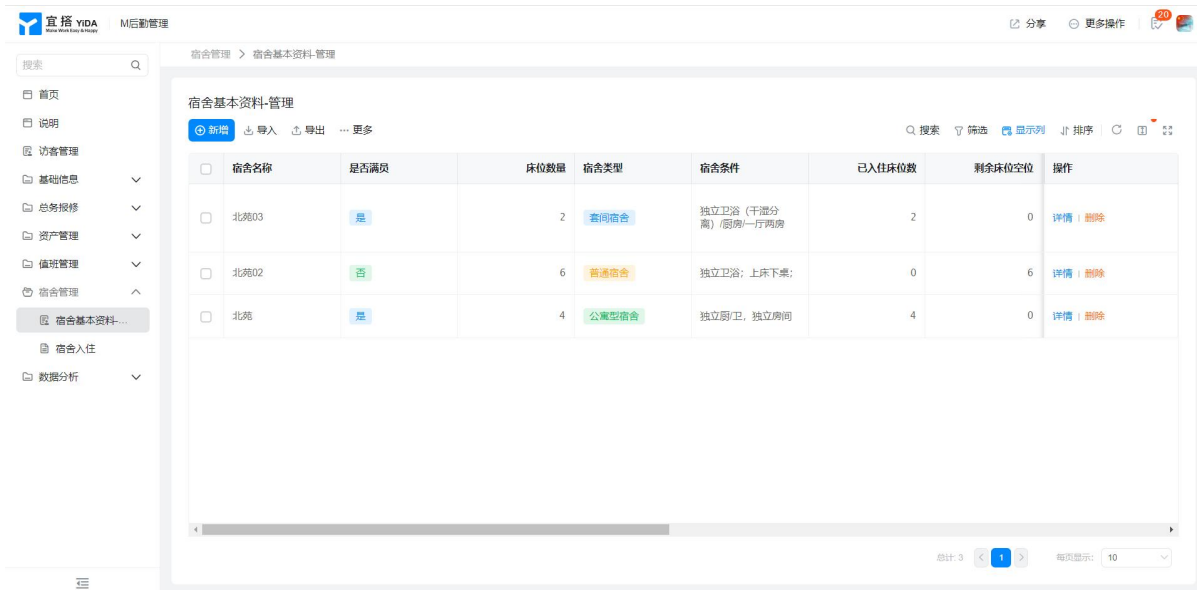 宜搭 YiDA M后勤管理 分享 更多操作 20
Make Work Easy & Happy
搜索
宿舍管理 > 宿舍基本资料-管理
首页
说明
访客管理
基础信息
总务报修
资产管理
值班管理
宿舍管理
宿舍基本资料-...
宿舍入住
数据分析
宿舍基本资料-管理
新增 导入 导出 ··· 更多 搜索 筛选 显示列 排序
宿舍名称 是否满员 床位数量 宿舍类型 宿舍条件 已入住床位数 剩余床位空位 操作
北苑03 是 2 套间宿舍 独立卫浴（干湿分离）/厨房/一厅两房 2 0 详情 删除
北苑02 否 6 普通宿舍 独立卫浴；上床下桌； 0 6 详情 删除
北苑 是 4 公寓型宿舍 独立厨/卫，独立房间 4 0 详情 删除
总计: 3 < 1 > 每页显示: 10